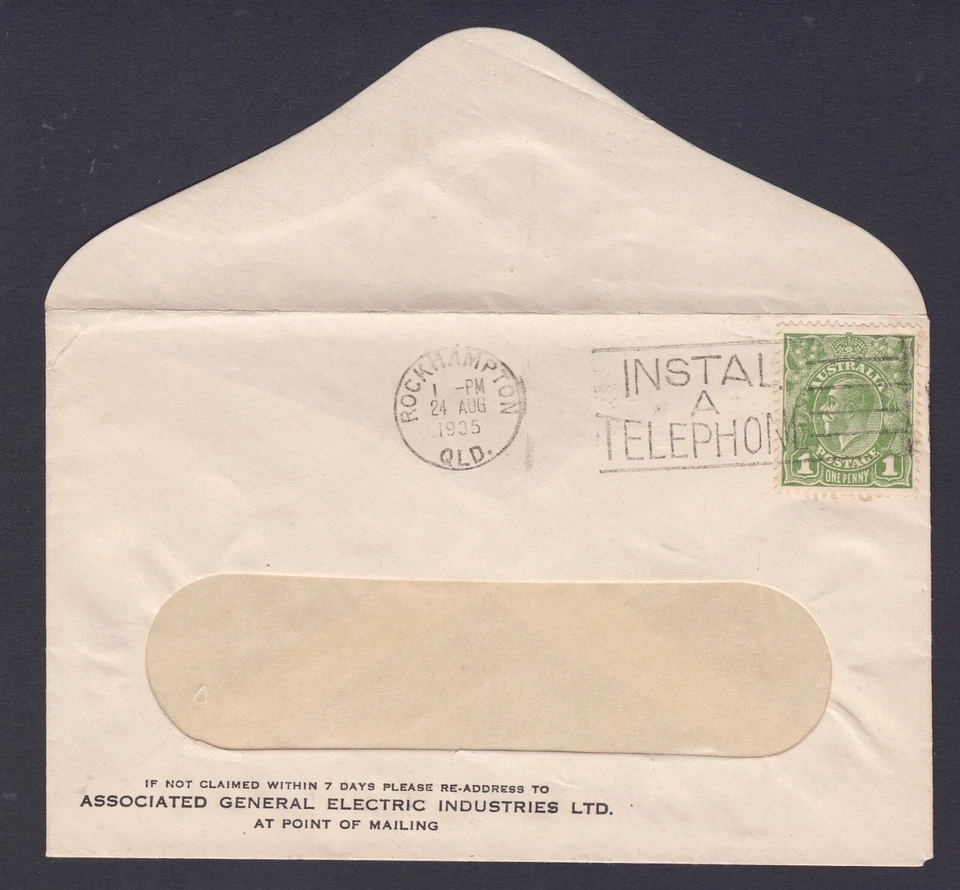 ROCKHAMPTON
1 -PM
24 AUG
1935
QLD.
INSTAL
A
TELEPHONE
AUSTRALIA
POSTAGE
1 1
ONE PENNY
IF NOT CLAIMED WITHIN 7 DAYS PLEASE RE-ADDRESS TO
ASSOCIATED GENERAL ELECTRIC INDUSTRIES LTD.
AT POINT OF MAILING